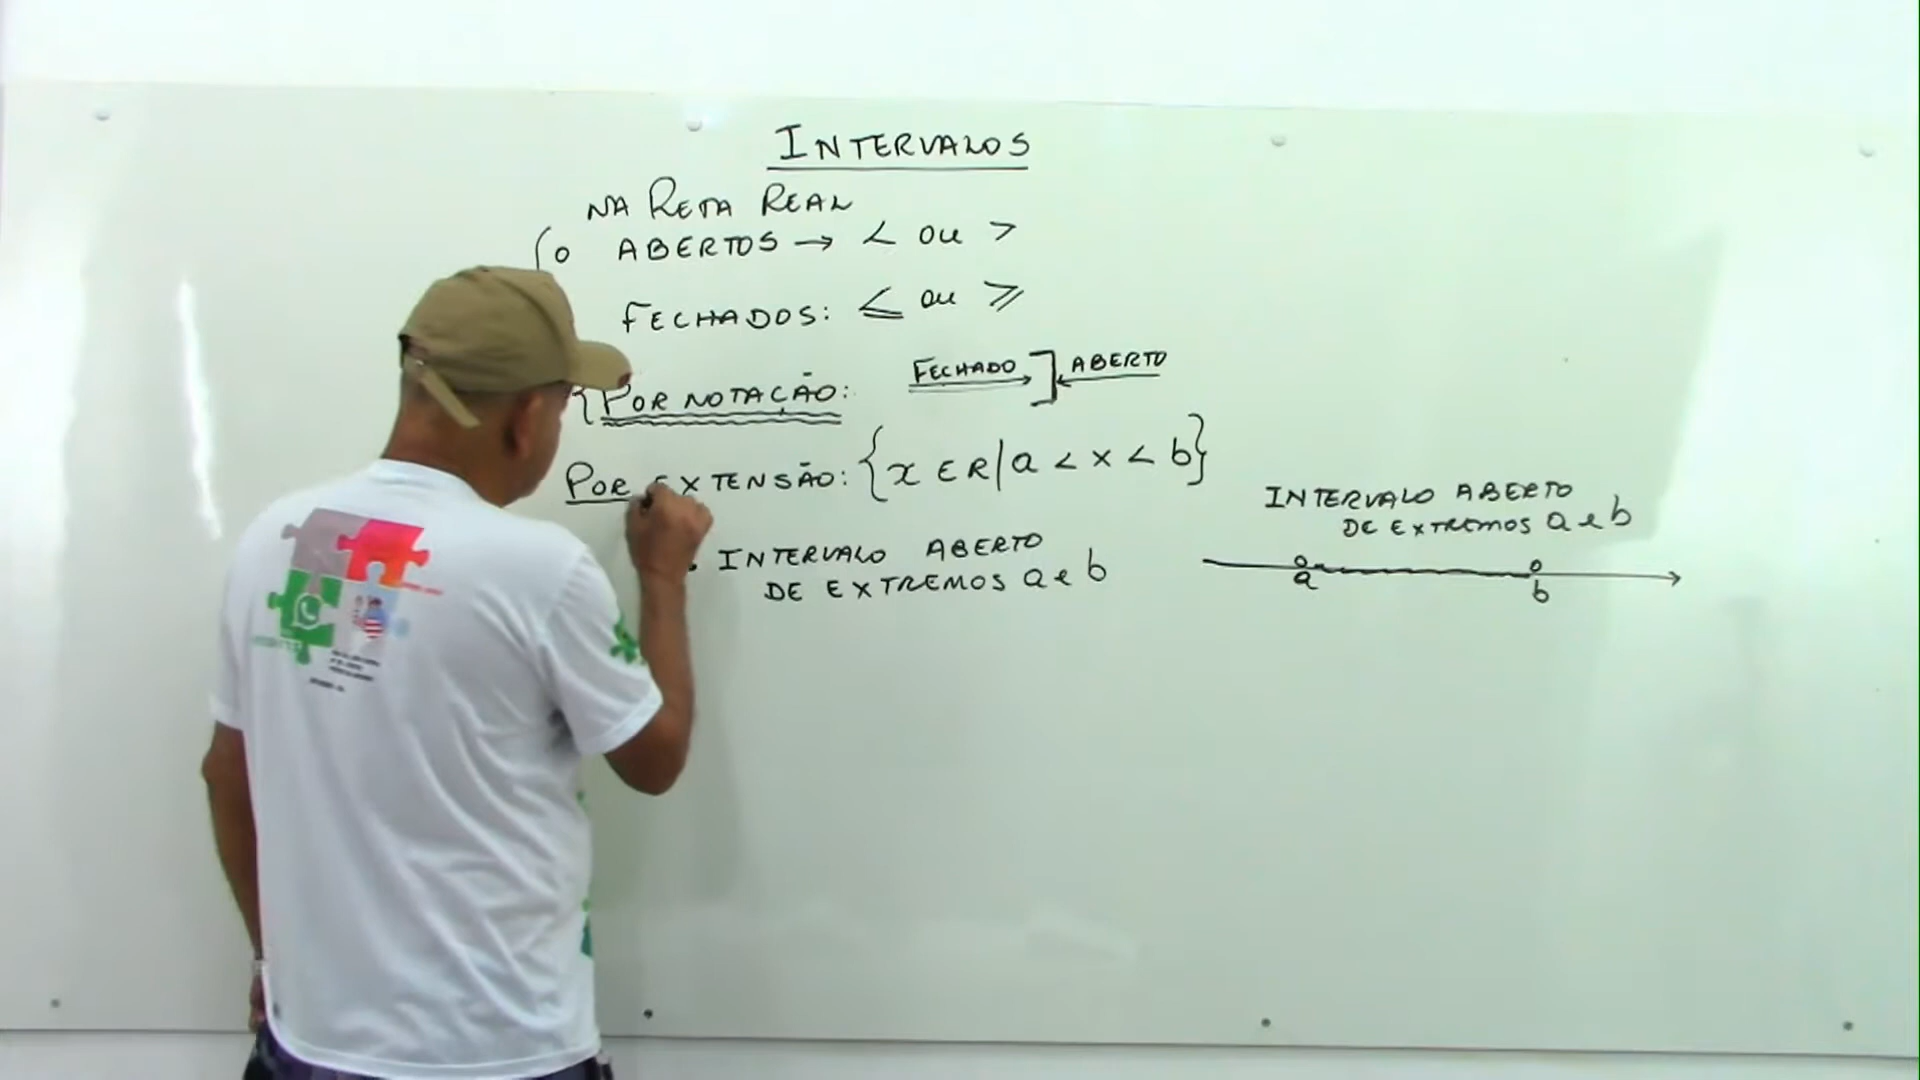 INTERVALOS
NA RETA REAL
o ABERTOS → < ou >
FECHADOS: ≤ ou ≥
{ POR NOTAÇÃO: FECHADO ] ABERTO
POR EXTENSÃO: {x ∈ R/a < x < b}
. INTERVALO ABERTO
DE EXTREMOS a e b
INTERVALO ABERTO
DE EXTREMOS a e b
a b